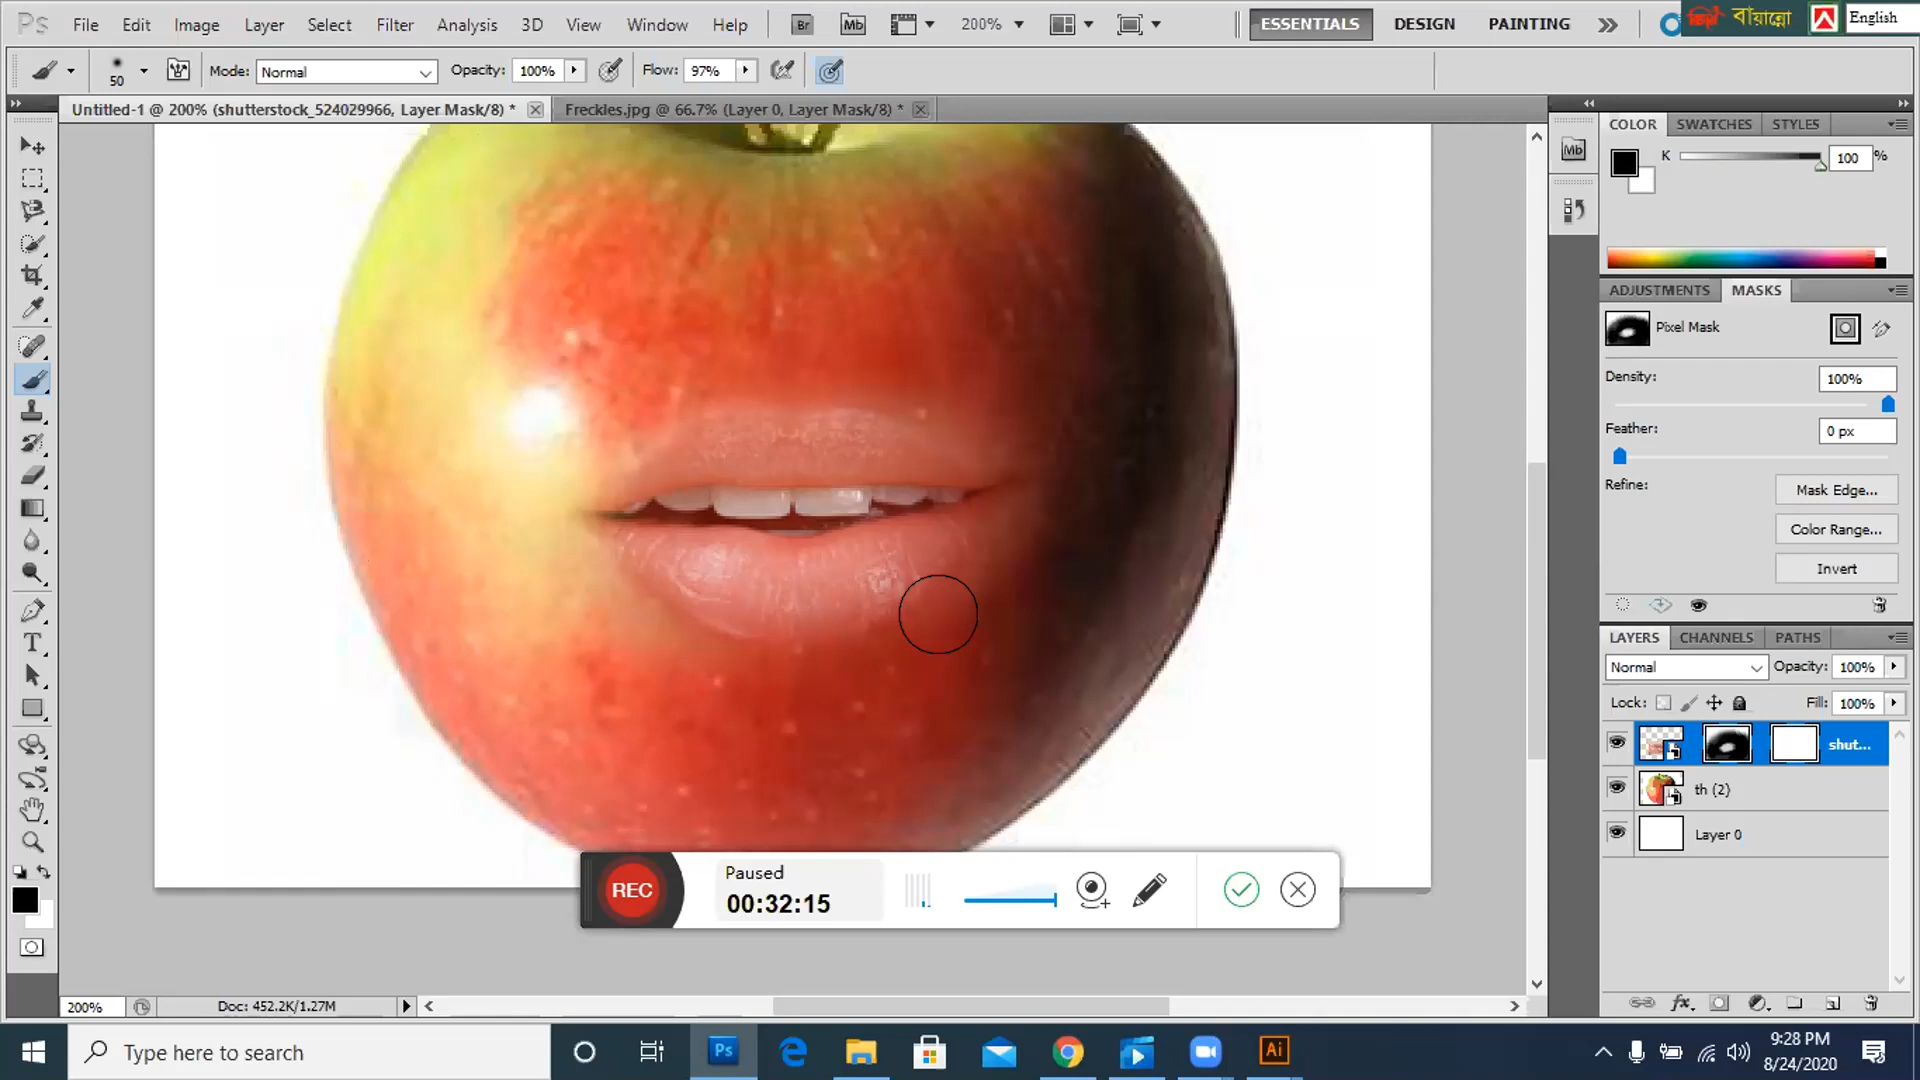 Ps File Edit Image Layer Select Filter Analysis 3D View Window Help Br Mb 200% ESSENTIALS DESIGN PAINTING বায়ান্নো English
50 Mode: Normal Opacity: 100% Flow: 97%
Untitled-1 @ 200% (shutterstock_524029966, Layer Mask/8) * Freckles.jpg @ 66.7% (Layer 0, Layer Mask/8) *
COLOR SWATCHES STYLES
Mb
K 100 %
ADJUSTMENTS MASKS
Pixel Mask
Density: 100%
Feather: 0 px
Refine: Mask Edge...
Color Range...
Invert
LAYERS CHANNELS PATHS
Normal Opacity: 100%
Lock: Fill: 100%
shut...
th (2)
Layer 0
REC Paused
00:32:15
200% Doc: 452.2K/1.27M
Type here to search Ps Ai 9:28 PM
8/24/2020